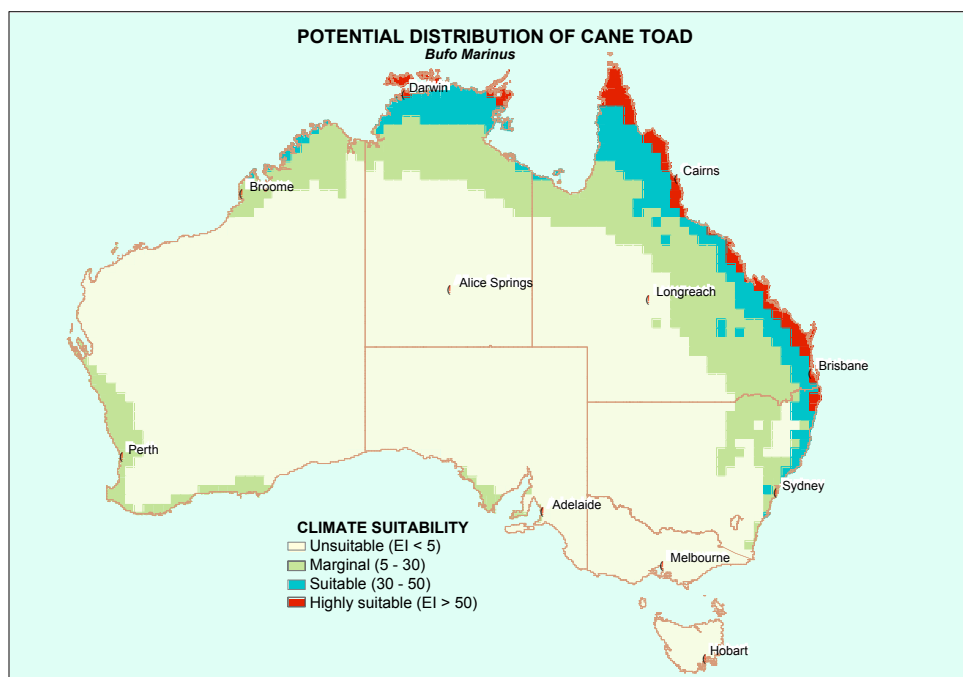 POTENTIAL DISTRIBUTION OF CANE TOAD
Bufo Marinus
Darwin
Cairns
Broome
Alice Springs
Longreach
Brisbane
Perth
Sydney
Adelaide
CLIMATE SUITABILITY
Unsuitable (EI < 5)
Marginal (5 - 30)
Suitable (30 - 50)
Highly suitable (EI > 50)
Melbourne
Hobart